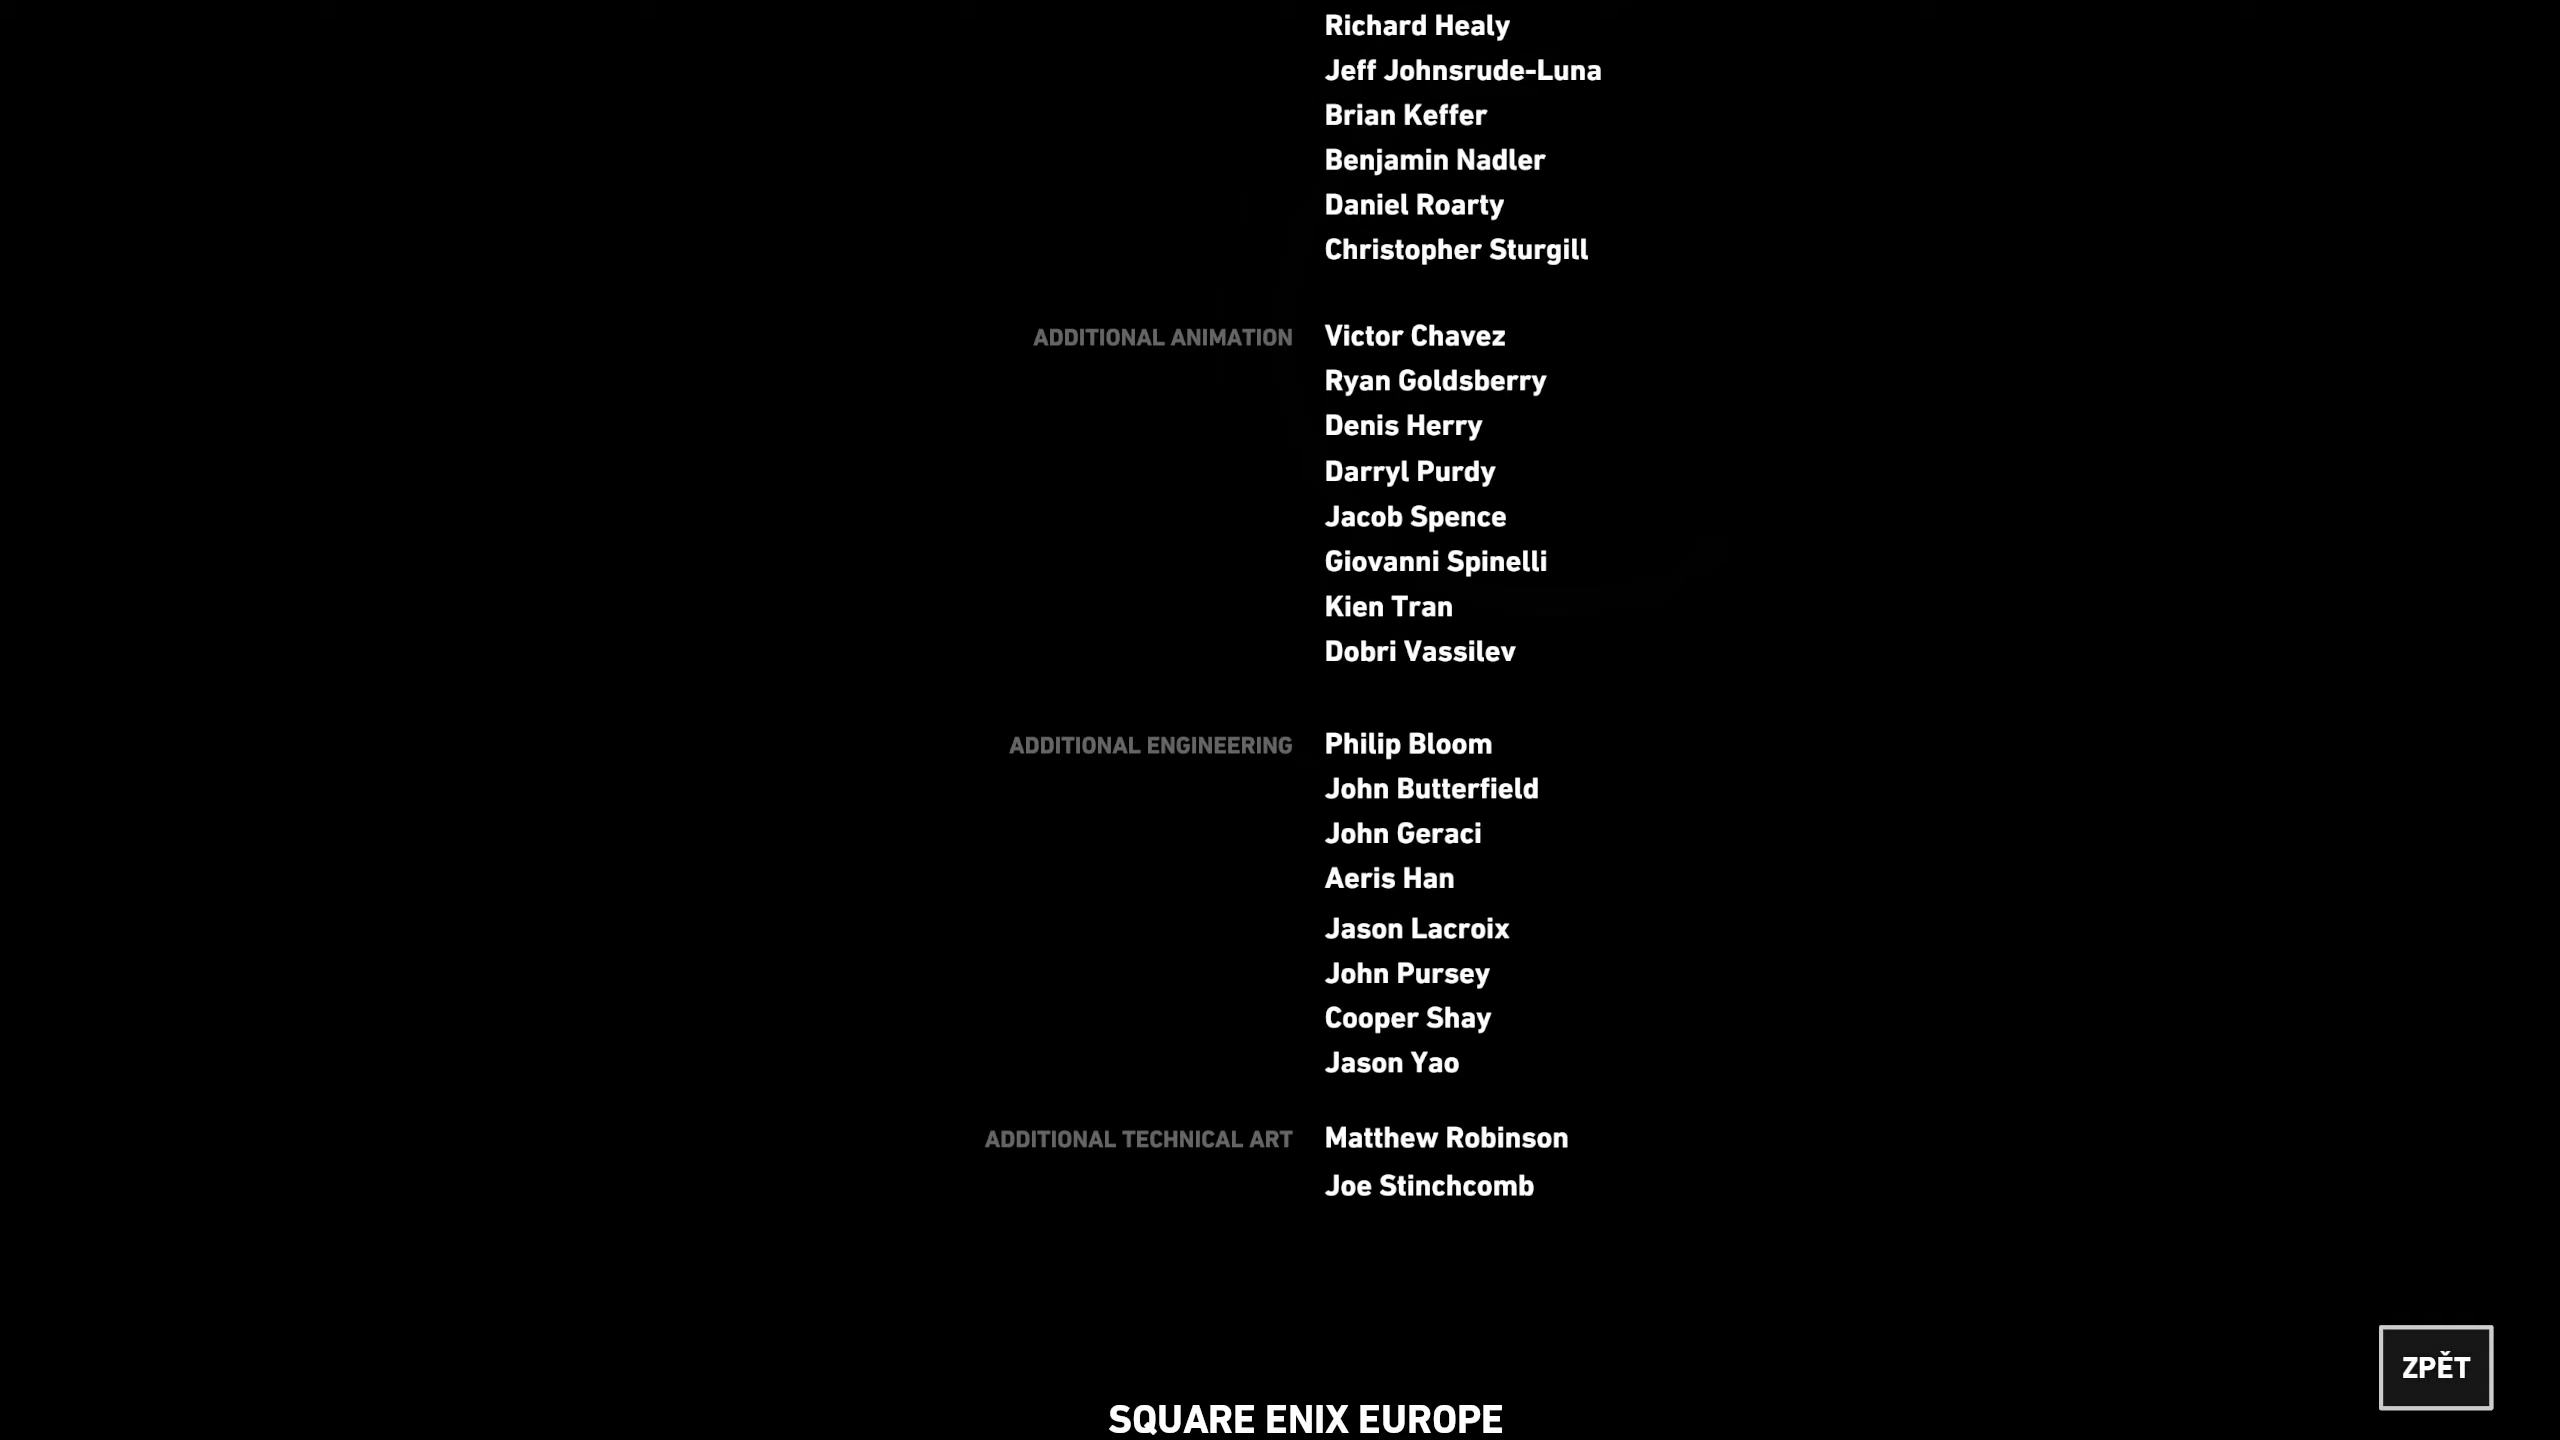 Richard Healy
Jeff Johnsrude-Luna
Brian Keffer
Benjamin Nadler
Daniel Roarty
Christopher Sturgill
ADDITIONAL ANIMATION Victor Chavez
Ryan Goldsberry
Denis Herry
Darryl Purdy
Jacob Spence
Giovanni Spinelli
Kien Tran
Dobri Vassilev
ADDITIONAL ENGINEERING Philip Bloom
John Butterfield
John Geraci
Aeris Han
Jason Lacroix
John Pursey
Cooper Shay
Jason Yao
ADDITIONAL TECHNICAL ART Matthew Robinson
Joe Stinchcomb
ZPĚT
SQUARE ENIX EUROPE